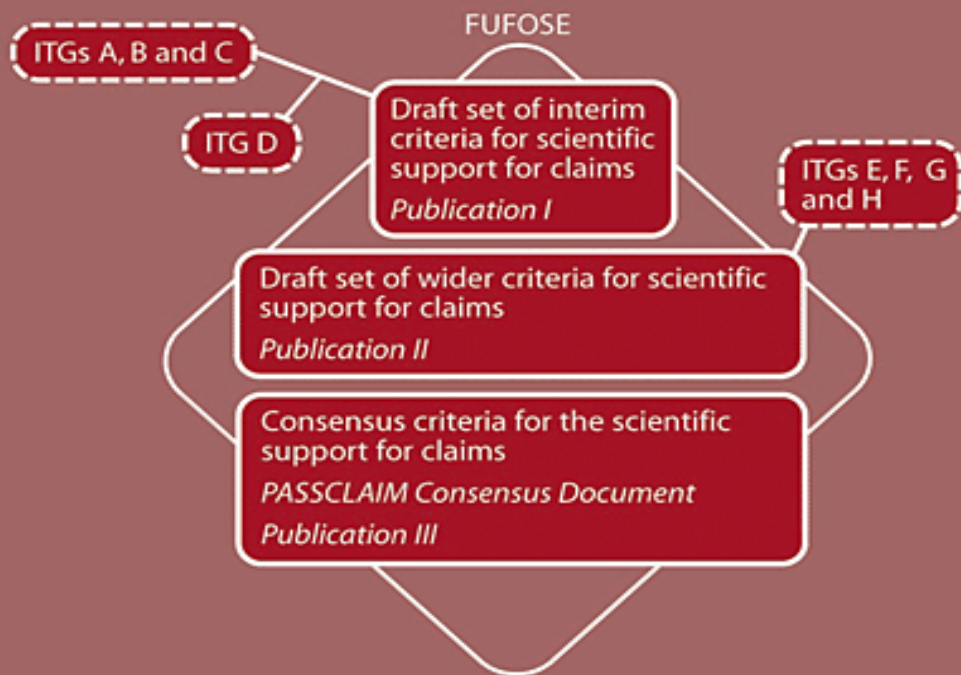 FUFOSE
ITGs A, B and C
ITG D
Draft set of interim
criteria for scientific
support for claims
Publication I
ITGs E, F, G
and H
Draft set of wider criteria for scientific
support for claims
Publication II
Consensus criteria for the scientific
support for claims
PASSCLAIM Consensus Document
Publication III